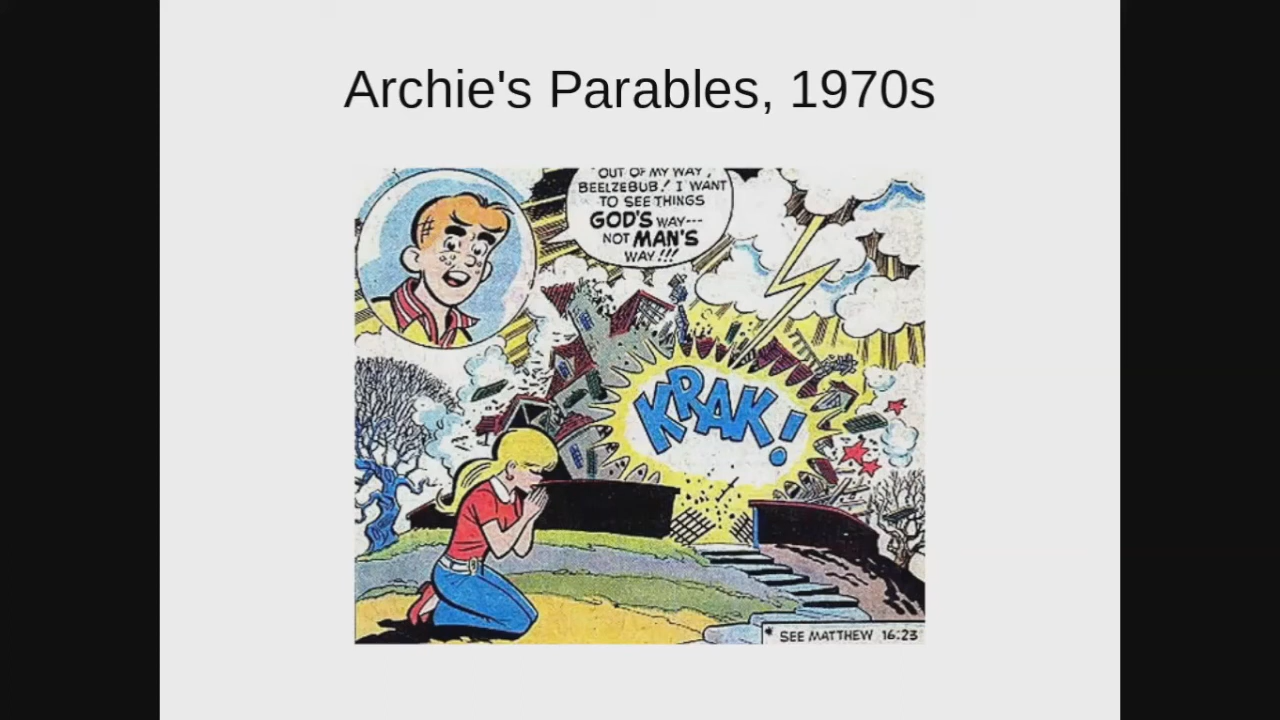 Archie's Parables, 1970s
"OUT OF MY WAY,
BEELZEBUB! I WANT
TO SEE THINGS
GOD'S WAY---
NOT MAN'S
WAY!!!
KRAK!
* SEE MATTHEW 16:23